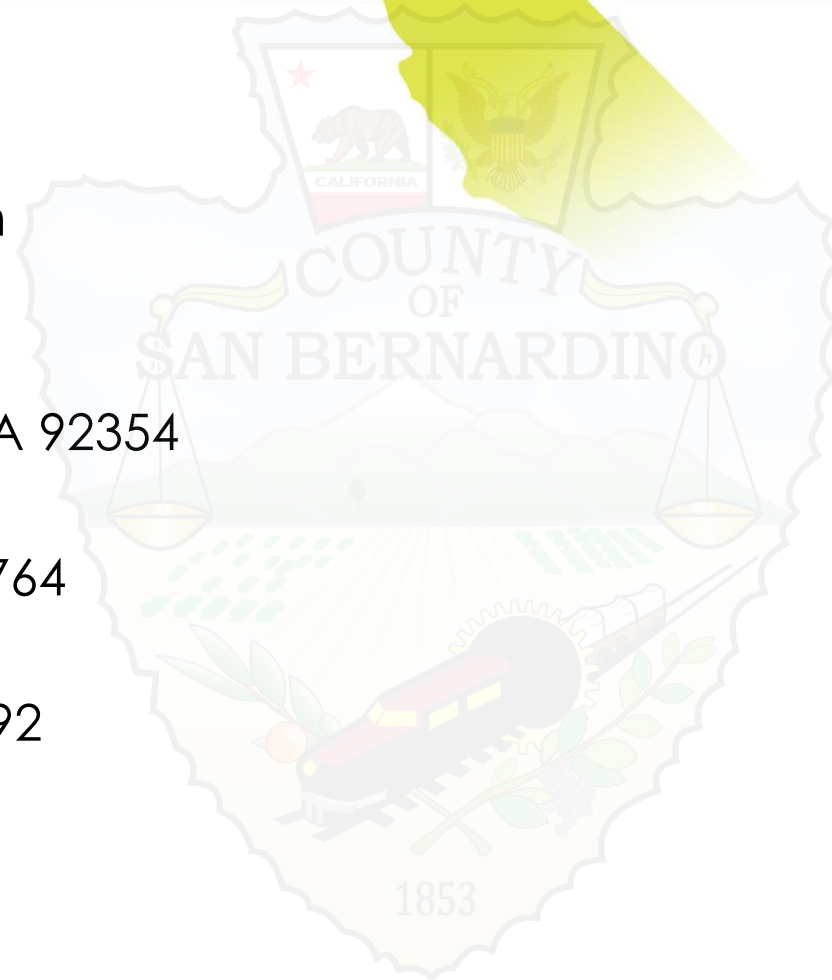 CALIFORNIA
n
COUNTY
OF
SAN BERNARDINO
A 92354
764
92
1853